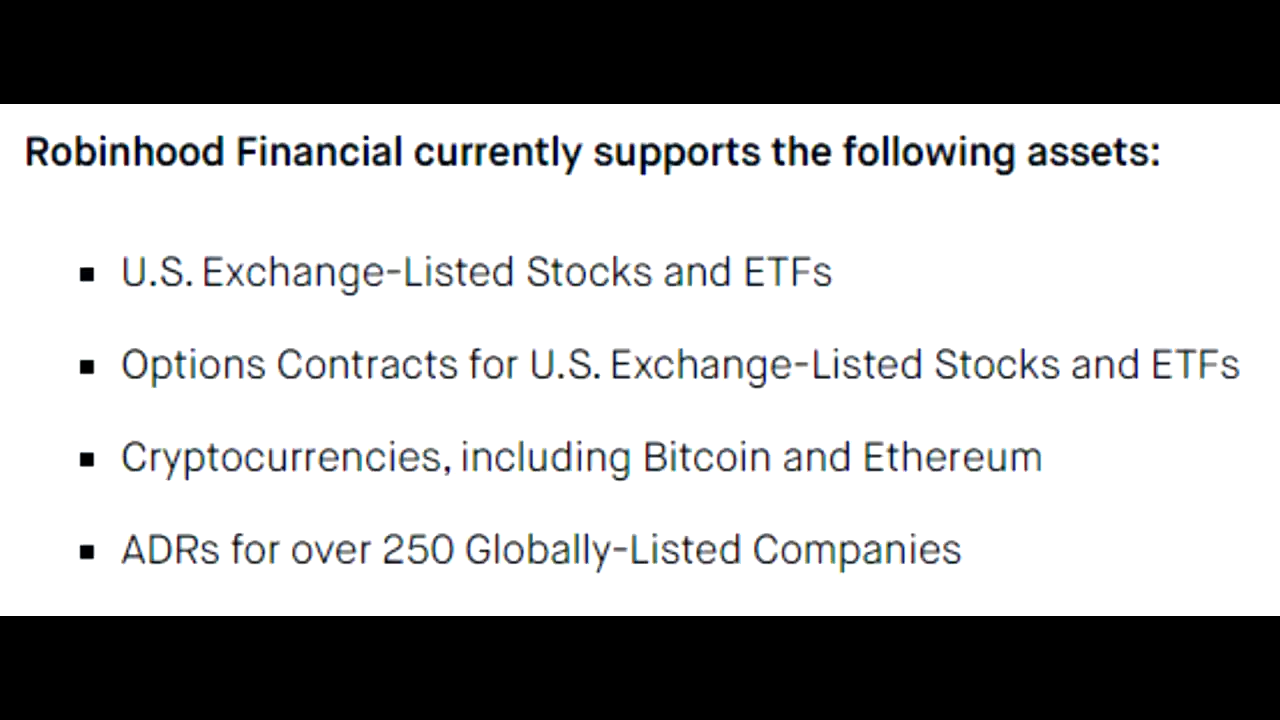 Robinhood Financial currently supports the following assets:
▪ U.S. Exchange-Listed Stocks and ETFs
▪ Options Contracts for U.S. Exchange-Listed Stocks and ETFs
▪ Cryptocurrencies, including Bitcoin and Ethereum
▪ ADRs for over 250 Globally-Listed Companies